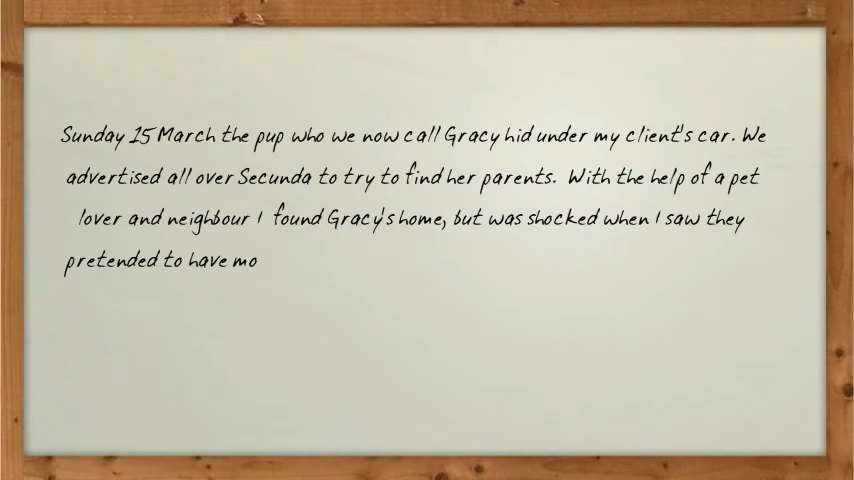 Sunday 15 March the pup who we now call Gracy hid under my client's car. We
advertised all over Secunda to try to find her parents. With the help of a pet
lover and neighbour I found Gracy's home, but was shocked when I saw they
pretended to have mo